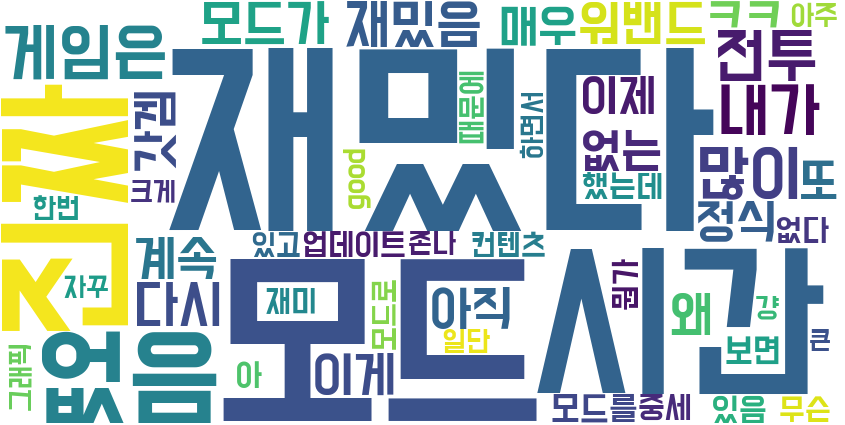 모드가
재밌음
매우
워밴드
ㅋㅋ
아주
게임은
재밌다
때문에
하면서
이제
전투
내가
진짜
갓겜
크게
한번
good
없는
했는데
많이
또
정식
없다
계속
있고
업데이트
존나
컨텐츠
자꾸
다시
모드
재미
모드로
아직
일단
시간
뭔가
왜
걍
보면
큰
없음
그래픽
아
이게
모드를
중세
있음
무슨